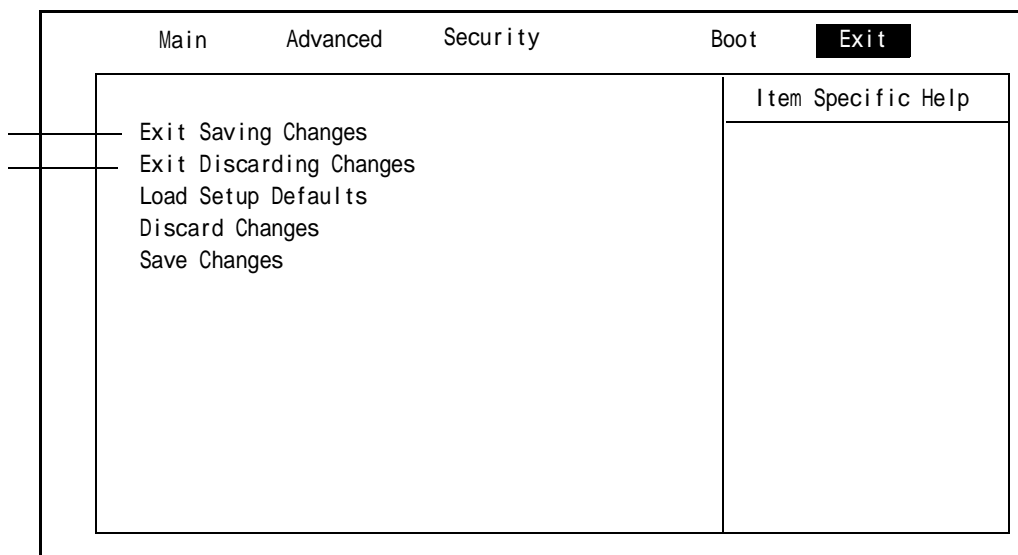 Main Advanced Security Boot Exit
Item Specific Help
Exit Saving Changes
Exit Discarding Changes
Load Setup Defaults
Discard Changes
Save Changes